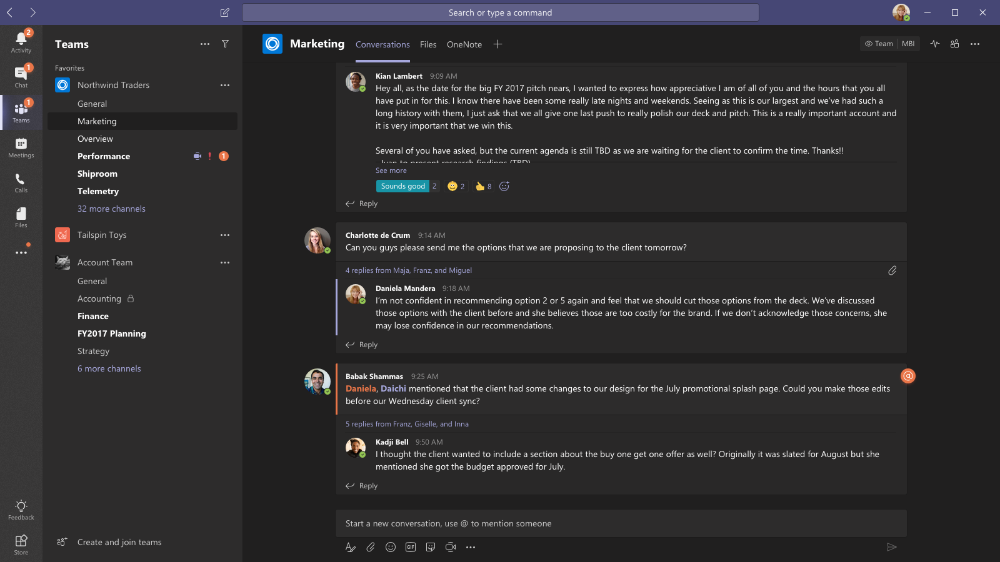 Search or type a command
2
Activity
1
Chat
1
Teams
Meetings
Calls
Files
Feedback
Store
Teams
Favorites
Northwind Traders
General
Marketing
Overview
Performance ! 1
Shiproom
Telemetry
32 more channels
Tailspin Toys
Account Team
General
Accounting
Finance
FY2017 Planning
Strategy
6 more channels
Create and join teams
Marketing Conversations Files OneNote
Team MBI
Kian Lambert 9:09 AM
Hey all, as the date for the big FY 2017 pitch nears, I wanted to express how appreciative I am of all of you and the hours that you all
have put in for this. I know there have been some really late nights and weekends. Seeing as this is our largest and we've had such a
long history with them, I just ask that we all give one last push to really polish our deck and pitch. This is a really important account and
it is very important that we win this.
Several of you have asked, but the current agenda is still TBD as we are waiting for the client to confirm the time. Thanks!!
to present research findings (TBD)
See more
Sounds good 2 2 8
Reply
Charlotte de Crum 9:14 AM
Can you guys please send me the options that we are proposing to the client tomorrow?
4 replies from Maja, Franz, and Miguel
Daniela Mandera 9:18 AM
I'm not confident in recommending option 2 or 5 again and feel that we should cut those options from the deck. We've discussed
those options with the client before and she believes those are too costly for the brand. If we don't acknowledge those concerns, she
may lose confidence in our recommendations.
Reply
Babak Shammas 9:25 AM
@
Daniela, Daichi mentioned that the client had some changes to our design for the July promotional splash page. Could you make those edits
before our Wednesday client sync?
5 replies from Franz, Giselle, and Inna
Kadji Bell 9:50 AM
I thought the client wanted to include a section about the buy one get one offer as well? Originally it was slated for August but she
mentioned she got the budget approved for July.
Reply
Start a new conversation, use @ to mention someone
GIF